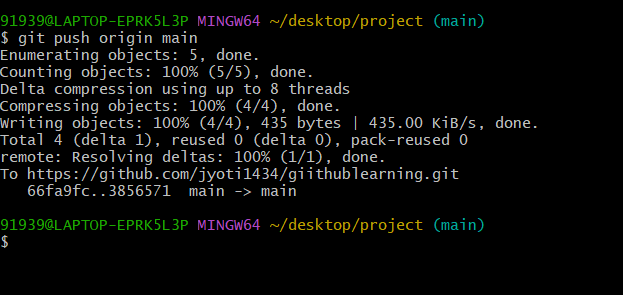 91939@LAPTOP-EPRK5L3P MINGW64 ~/desktop/project (main)
$ git push origin main
Enumerating objects: 5, done.
Counting objects: 100% (5/5), done.
Delta compression using up to 8 threads
Compressing objects: 100% (4/4), done.
Writing objects: 100% (4/4), 435 bytes | 435.00 KiB/s, done.
Total 4 (delta 1), reused 0 (delta 0), pack-reused 0
remote: Resolving deltas: 100% (1/1), done.
To https://github.com/jyoti1434/giithublearning.git
   66fa9fc..3856571  main -> main
91939@LAPTOP-EPRK5L3P MINGW64 ~/desktop/project (main)
$